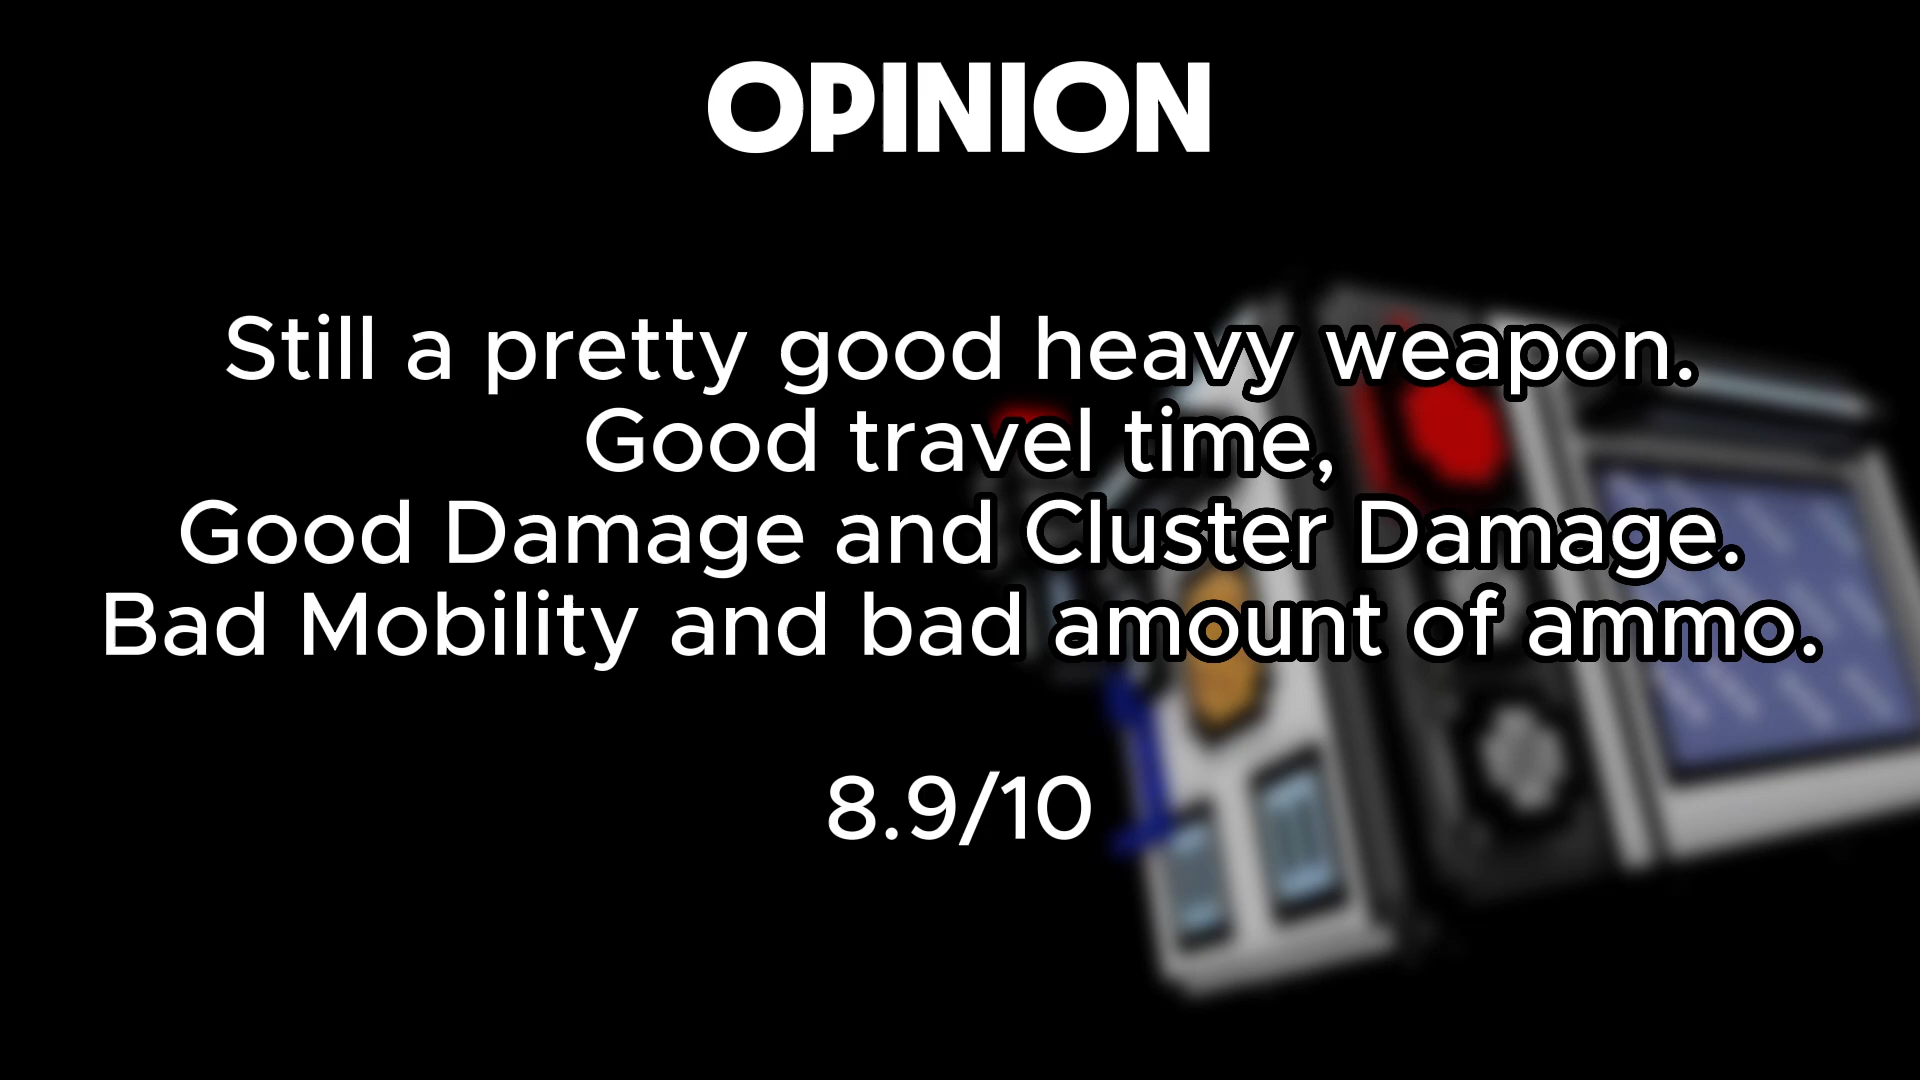 OPINION
Still a pretty good heavy weapon.
Good travel time,
Good Damage and Cluster Damage.
Bad Mobility and bad amount of ammo.
8.9/10